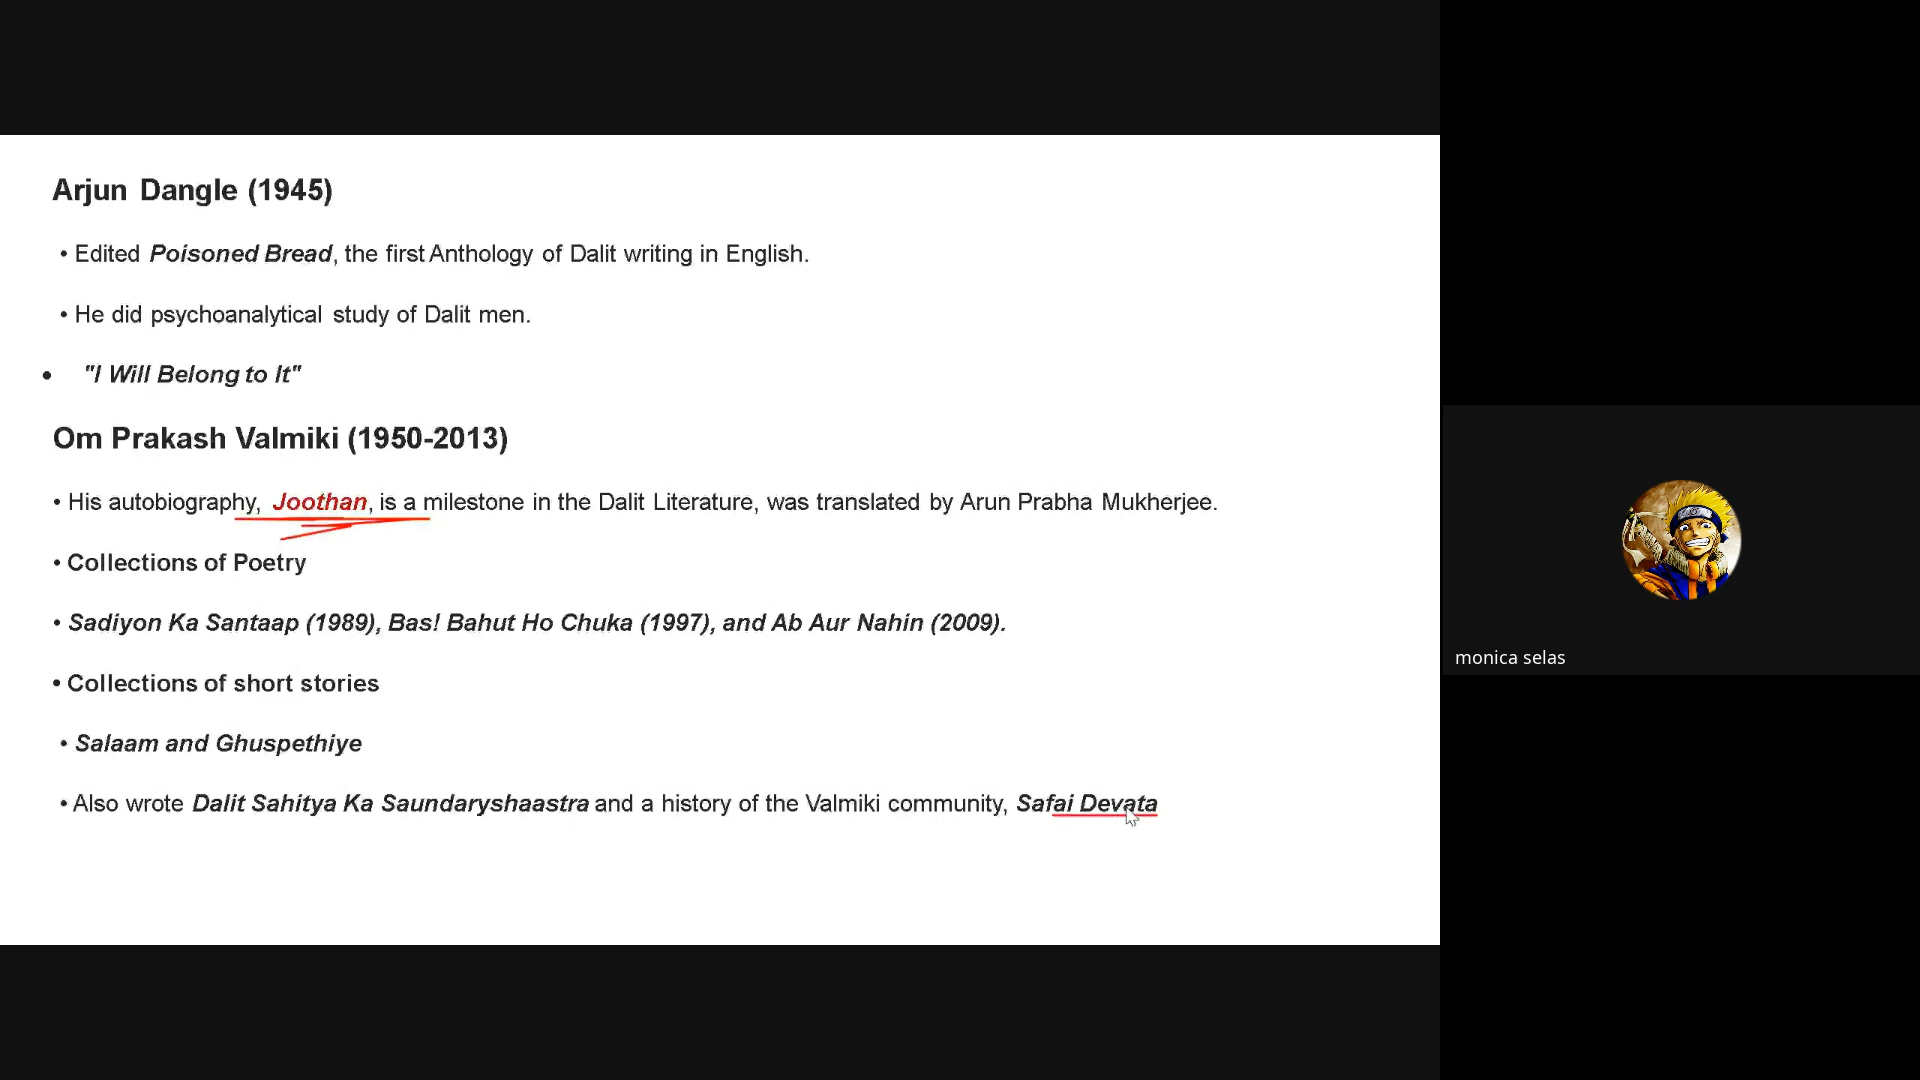 Arjun Dangle (1945)
• Edited Poisoned Bread, the first Anthology of Dalit writing in English.
• He did psychoanalytical study of Dalit men.
• "I Will Belong to It"
Om Prakash Valmiki (1950-2013)
• His autobiography, Joothan, is a milestone in the Dalit Literature, was translated by Arun Prabha Mukherjee.
• Collections of Poetry
• Sadiyon Ka Santaap (1989), Bas! Bahut Ho Chuka (1997), and Ab Aur Nahin (2009).
• Collections of short stories
• Salaam and Ghuspethiye
• Also wrote Dalit Sahitya Ka Saundaryshaastra and a history of the Valmiki community, Safai Devata
monica selas